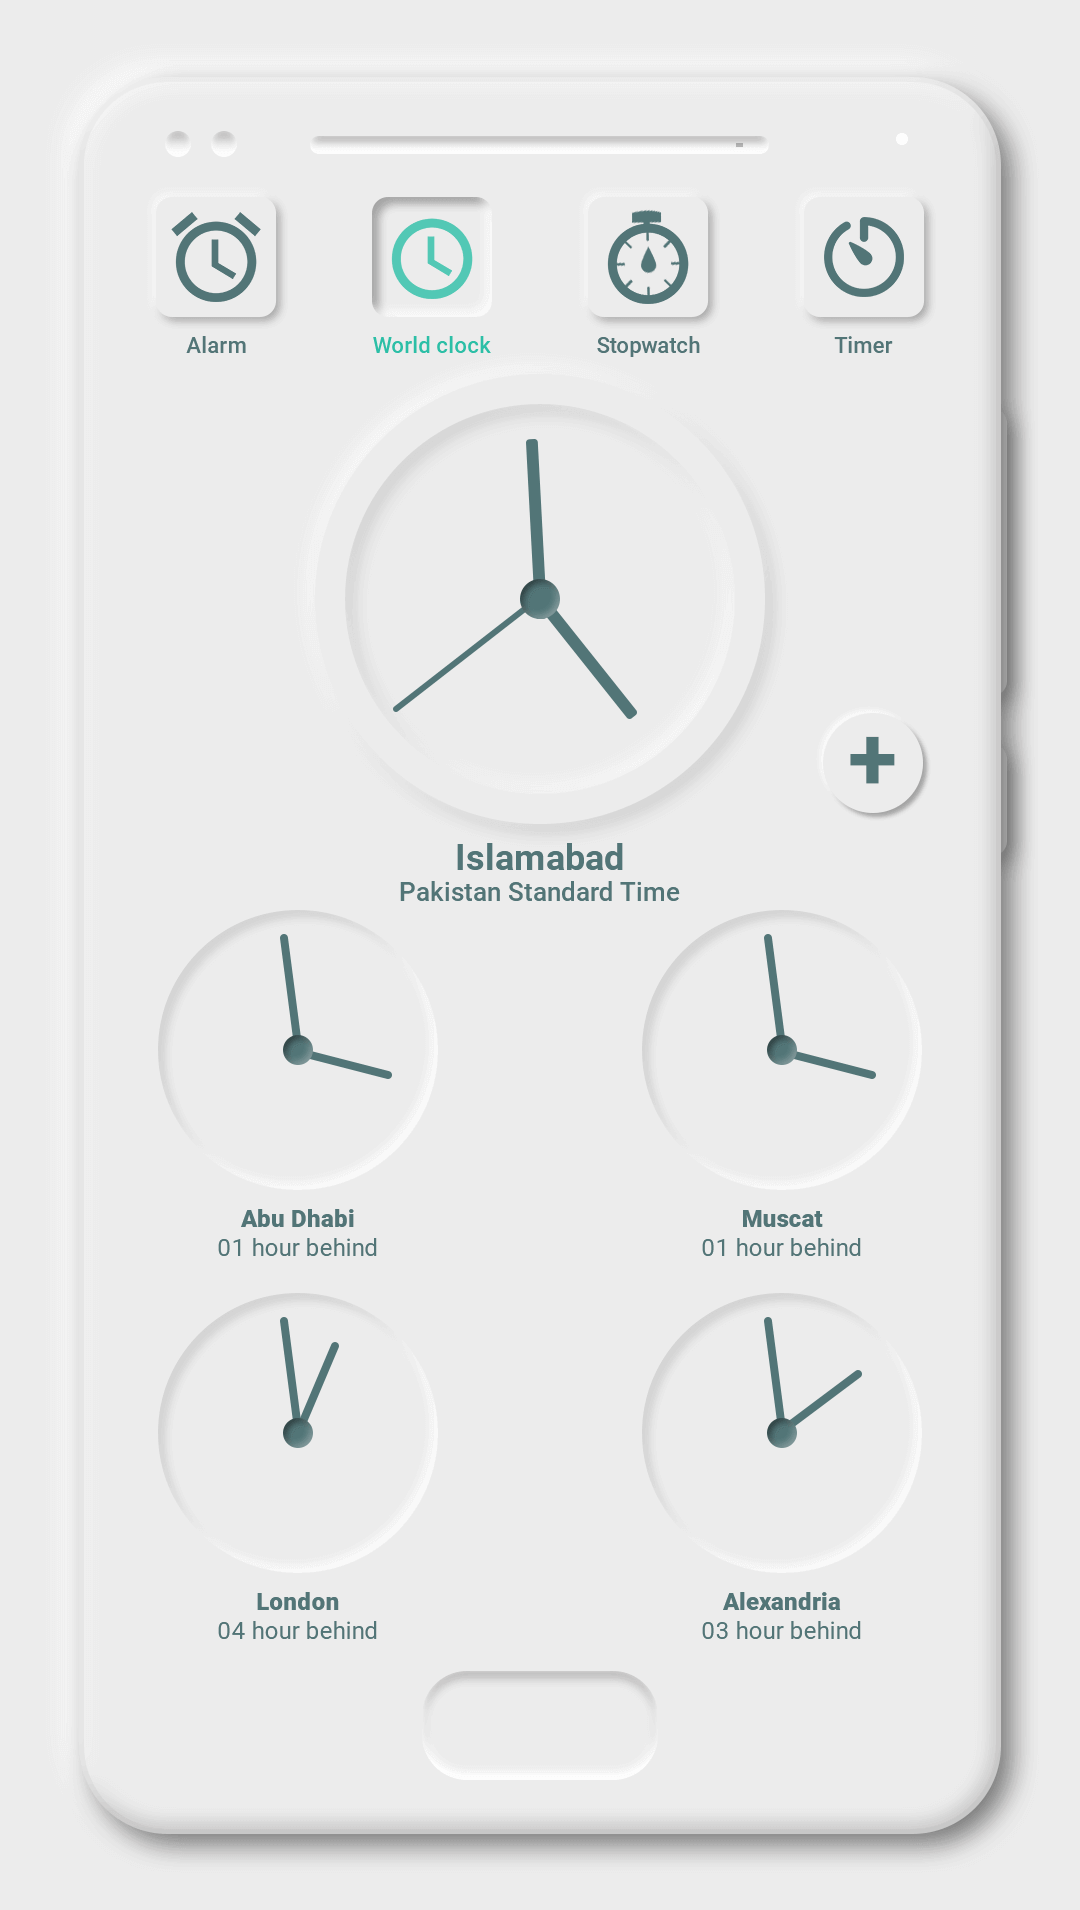 Alarm
World clock
Stopwatch
Timer
Islamabad
Pakistan Standard Time
Abu Dhabi
01 hour behind
Muscat
01 hour behind
London
04 hour behind
Alexandria
03 hour behind